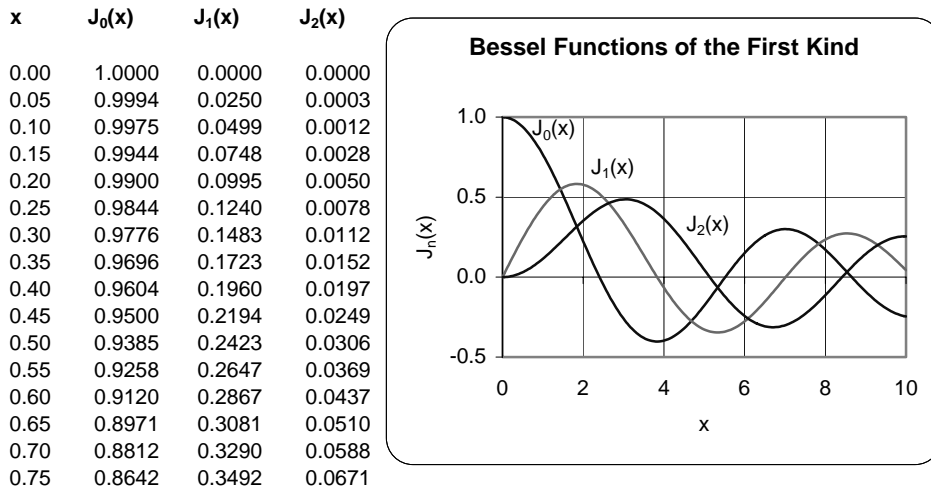 x J₀(x) J₁(x) J₂(x)
0.00 1.0000 0.0000 0.0000
0.05 0.9994 0.0250 0.0003
0.10 0.9975 0.0499 0.0012
0.15 0.9944 0.0748 0.0028
0.20 0.9900 0.0995 0.0050
0.25 0.9844 0.1240 0.0078
0.30 0.9776 0.1483 0.0112
0.35 0.9696 0.1723 0.0152
0.40 0.9604 0.1960 0.0197
0.45 0.9500 0.2194 0.0249
0.50 0.9385 0.2423 0.0306
0.55 0.9258 0.2647 0.0369
0.60 0.9120 0.2867 0.0437
0.65 0.8971 0.3081 0.0510
0.70 0.8812 0.3290 0.0588
0.75 0.8642 0.3492 0.0671
Bessel Functions of the First Kind
Jₙ(x)
1.0
0.5
0.0
-0.5
J₀(x)
J₁(x)
J₂(x)
0 2 4 6 8 10
x